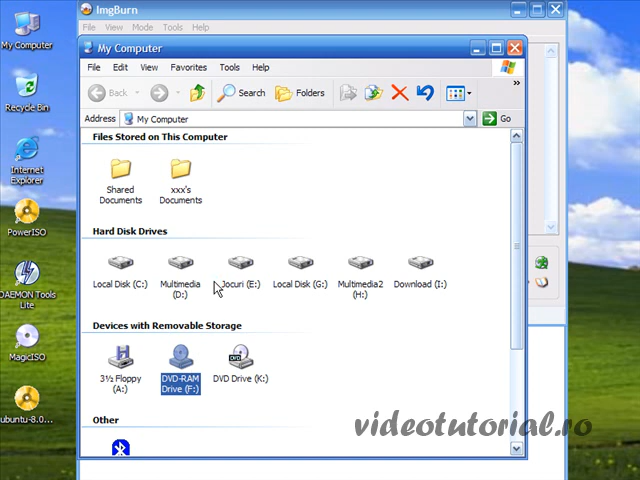 ImgBurn
File View Mode Tools Help
My Computer
File Edit View Favorites Tools Help
Back Search Folders
Address My Computer Go
Files Stored on This Computer
Shared Documents
xxx's Documents
Hard Disk Drives
Local Disk (C:)
Multimedia (D:)
Jocuri (E:)
Local Disk (G:)
Multimedia2 (H:)
Download (I:)
Devices with Removable Storage
3½ Floppy (A:)
DVD-RAM Drive (F:)
DVD
DVD Drive (K:)
Other
My Computer
Recycle Bin
Internet Explorer
PowerISO
DAEMON Tools Lite
MagicISO
ubuntu-8.0...
videotutorial.ro